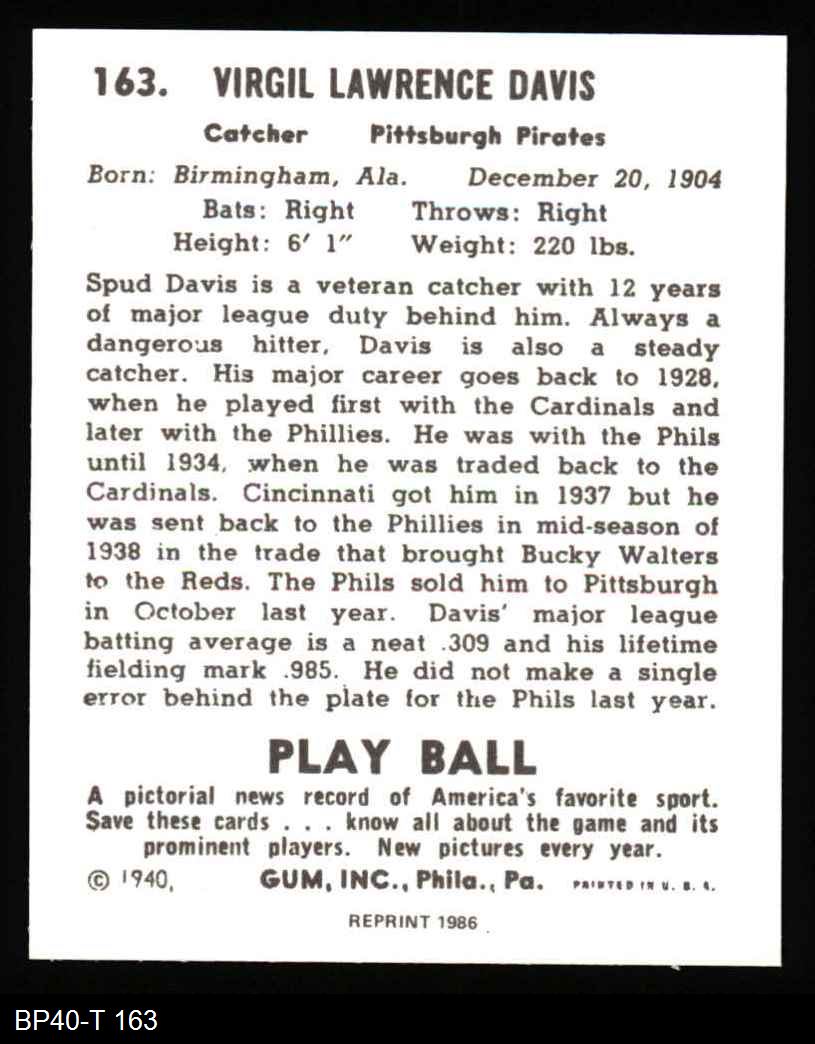 163. VIRGIL LAWRENCE DAVIS
Catcher Pittsburgh Pirates
Born: Birmingham, Ala. December 20, 1904
Bats: Right Throws: Right
Height: 6′ 1″ Weight: 220 lbs.
Spud Davis is a veteran catcher with 12 years
of major league duty behind him. Always a
dangerous hitter, Davis is also a steady
catcher. His major career goes back to 1928,
when he played first with the Cardinals and
later with the Phillies. He was with the Phils
until 1934, when he was traded back to the
Cardinals. Cincinnati got him in 1937 but he
was sent back to the Phillies in mid-season of
1938 in the trade that brought Bucky Walters
to the Reds. The Phils sold him to Pittsburgh
in October last year. Davis' major league
batting average is a neat .309 and his lifetime
fielding mark .985. He did not make a single
error behind the plate for the Phils last year.
PLAY BALL
A pictorial news record of America's favorite sport.
Save these cards . . . know all about the game and its
prominent players. New pictures every year.
© 1940, GUM, INC., Phila., Pa. PRINTED IN U. S. A.
REPRINT 1986
BP40-T 163